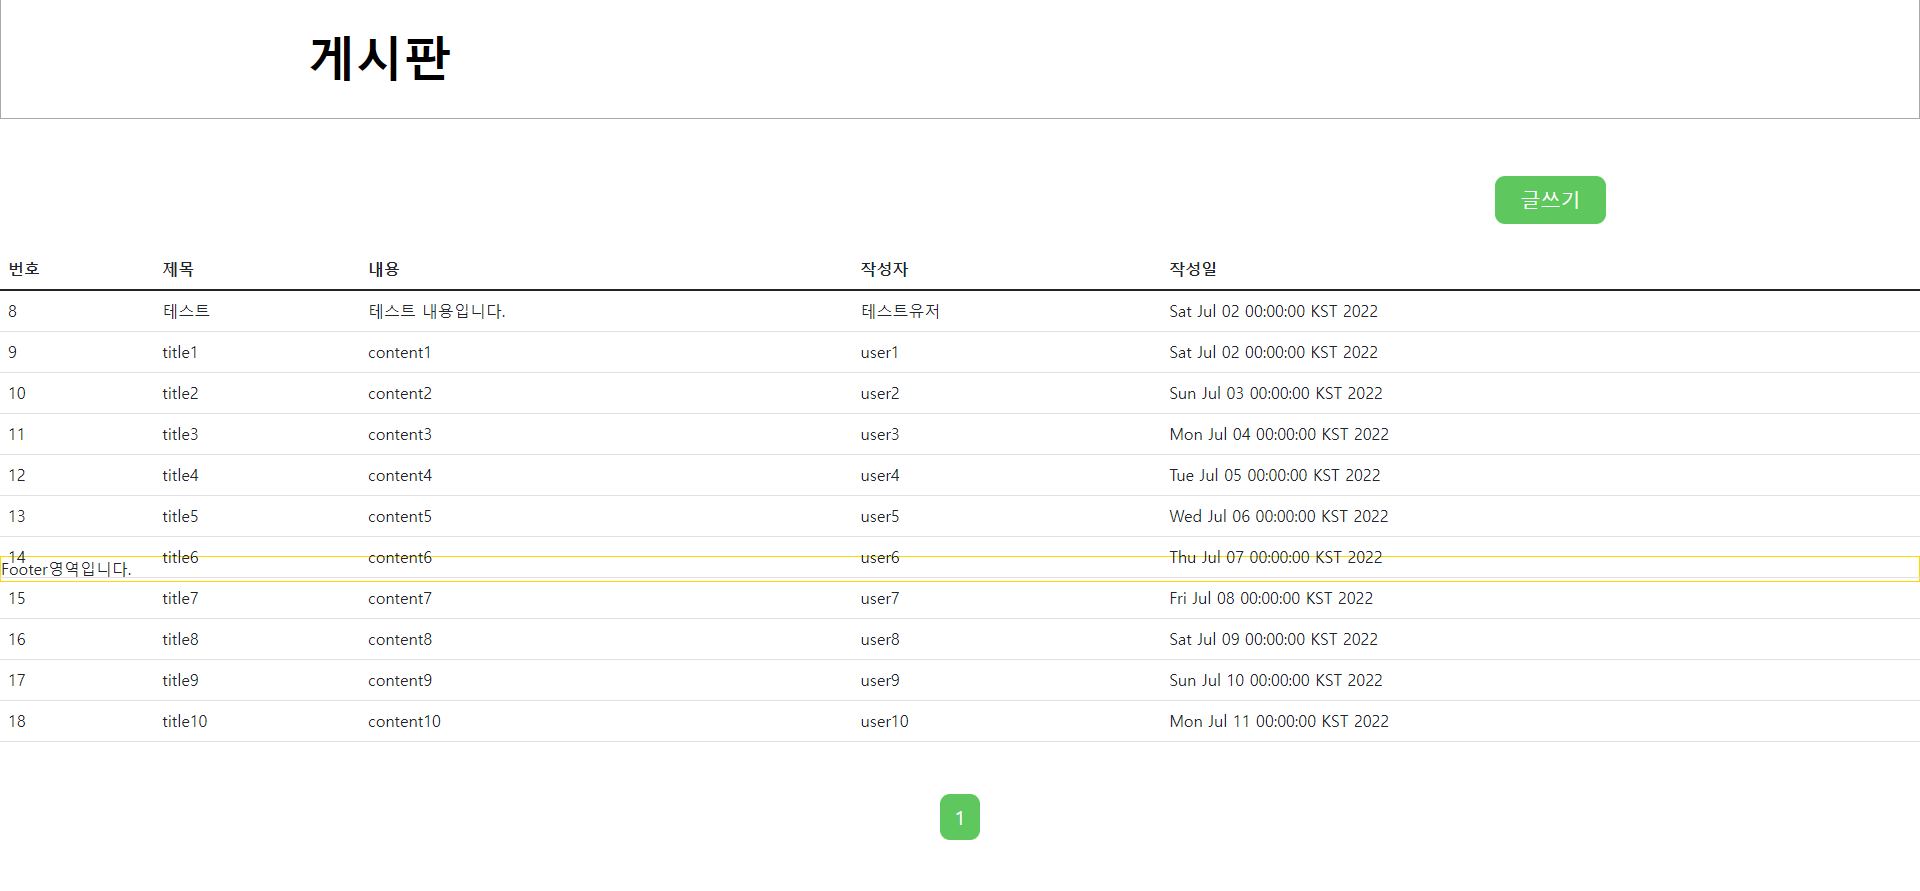 게시판
글쓰기
번호 제목 내용 작성자 작성일
8 테스트 테스트 내용입니다. 테스트유저 Sat Jul 02 00:00:00 KST 2022
9 title1 content1 user1 Sat Jul 02 00:00:00 KST 2022
10 title2 content2 user2 Sun Jul 03 00:00:00 KST 2022
11 title3 content3 user3 Mon Jul 04 00:00:00 KST 2022
12 title4 content4 user4 Tue Jul 05 00:00:00 KST 2022
13 title5 content5 user5 Wed Jul 06 00:00:00 KST 2022
14 title6 content6 user6 Thu Jul 07 00:00:00 KST 2022
Footer영역입니다.
15 title7 content7 user7 Fri Jul 08 00:00:00 KST 2022
16 title8 content8 user8 Sat Jul 09 00:00:00 KST 2022
17 title9 content9 user9 Sun Jul 10 00:00:00 KST 2022
18 title10 content10 user10 Mon Jul 11 00:00:00 KST 2022
1